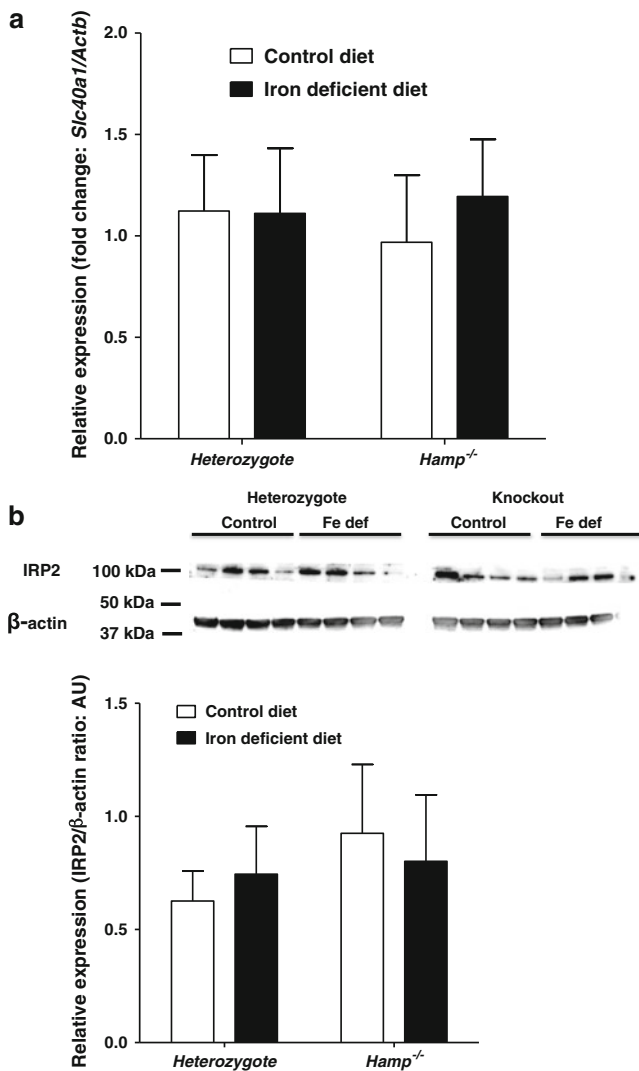 a
2.0
1.5
1.0
0.5
0.0
Relative expression (fold change: Slc40a1/Actb)
Control diet
Iron deficient diet
Heterozygote
Hamp-/-
b
Heterozygote
Knockout
Control
Fe def
Control
Fe def
IRP2
100 kDa
50 kDa
β-actin
37 kDa
1.5
1.0
0.5
0.0
Relative expression (IRP2/β-actin ratio: AU)
Control diet
Iron deficient diet
Heterozygote
Hamp-/-